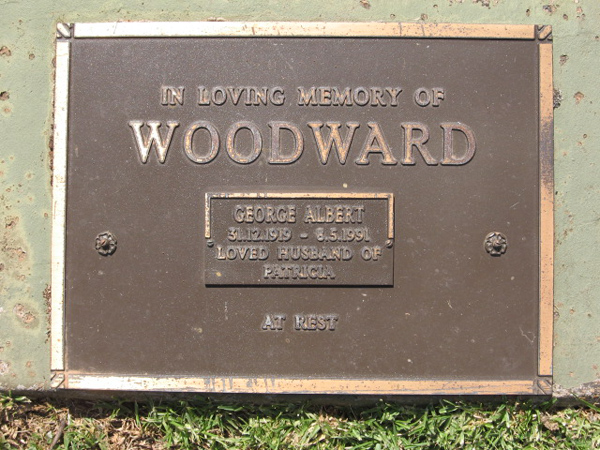 IN LOVING MEMORY OF
WOODWARD
GEORGE ALBERT
31.12.1919 - 6.5.1991
LOVED HUSBAND OF
PATRICIA
AT REST